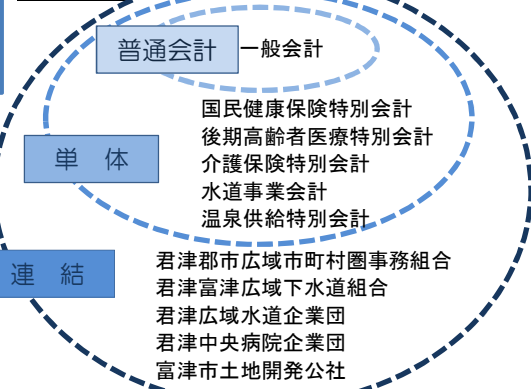 普通会計 一般会計
国民健康保険特別会計
後期高齢者医療特別会計
単 体
介護保険特別会計
水道事業会計
温泉供給特別会計
連 結
君津郡市広域市町村圏事務組合
君津富津広域下水道組合
君津広域水道企業団
君津中央病院企業団
富津市土地開発公社